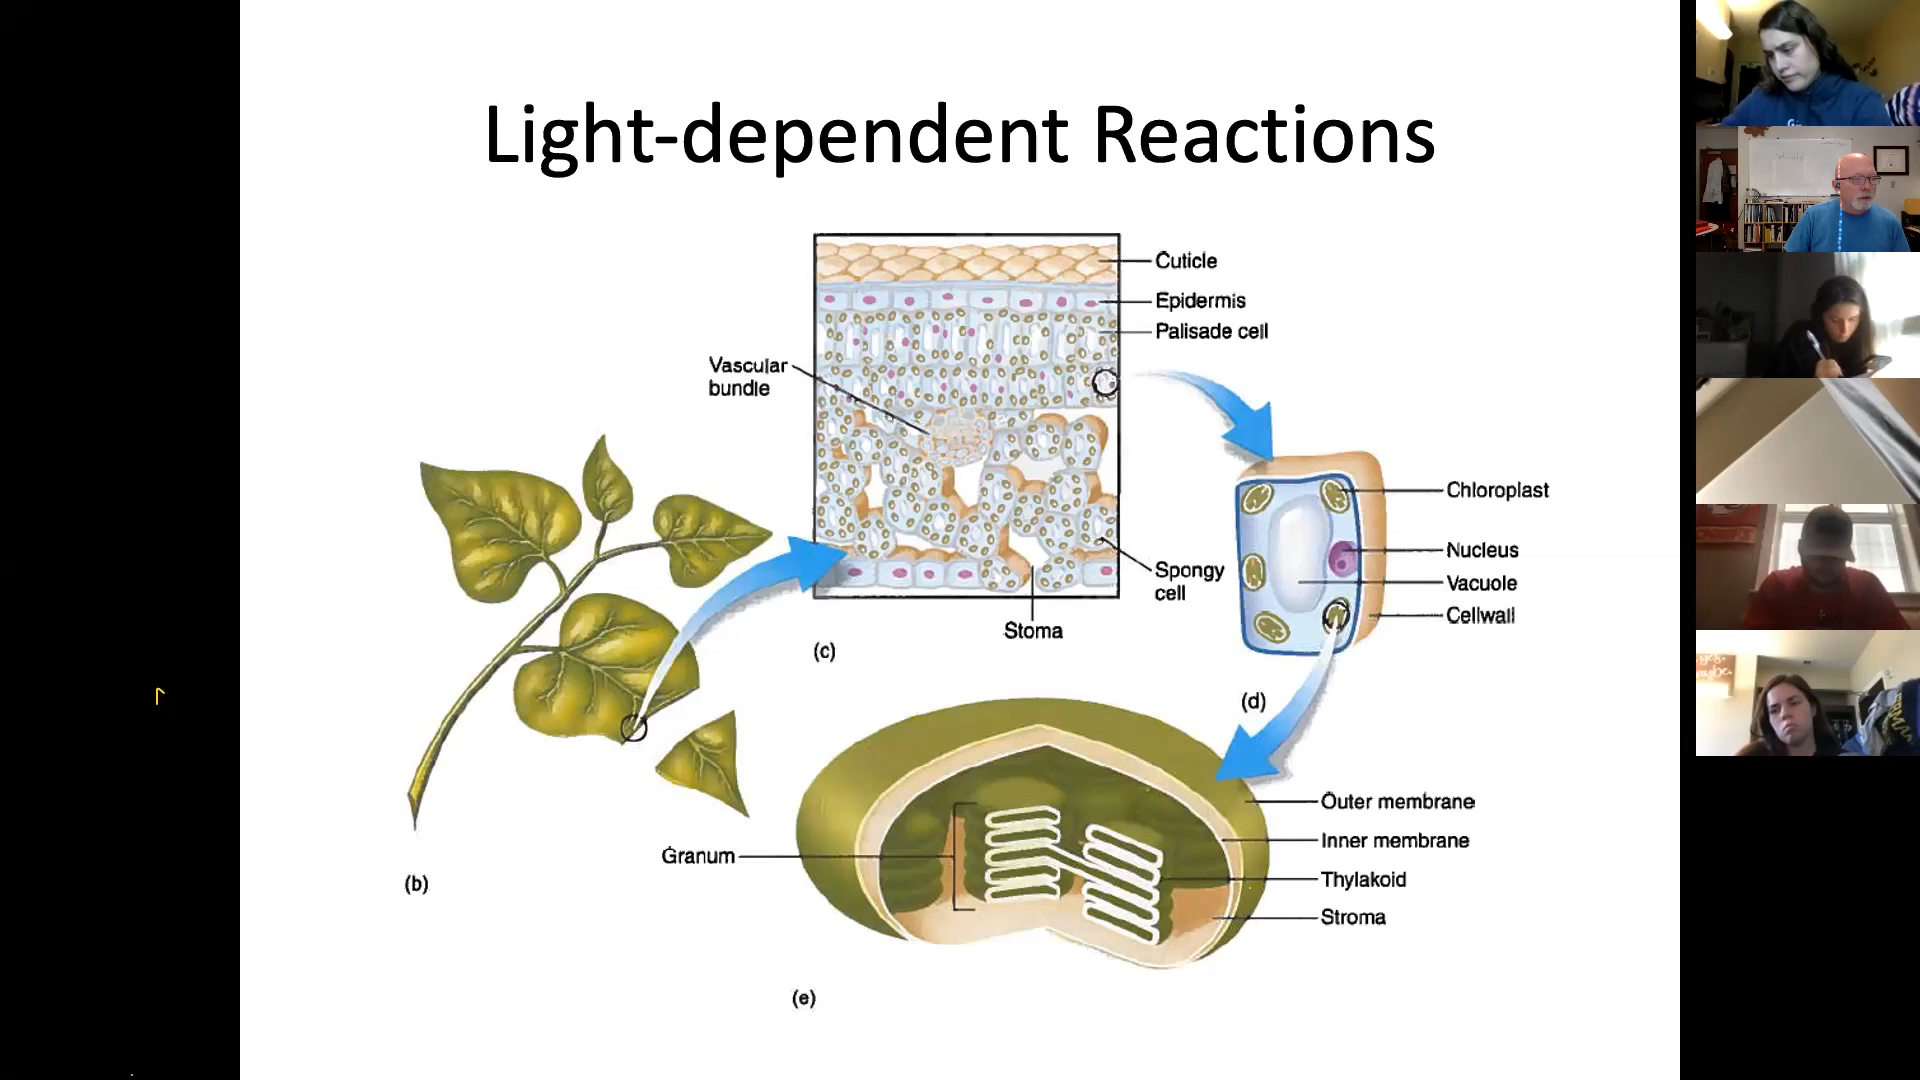 Light-dependent Reactions
Cuticle
Epidermis
Palisade cell
Vascular
bundle
Spongy
cell
Stoma
(c)
Chloroplast
Nucleus
Vacuole
Cellwall
(d)
(b)
Granum
Outer membrane
Inner membrane
Thylakoid
Stroma
(e)